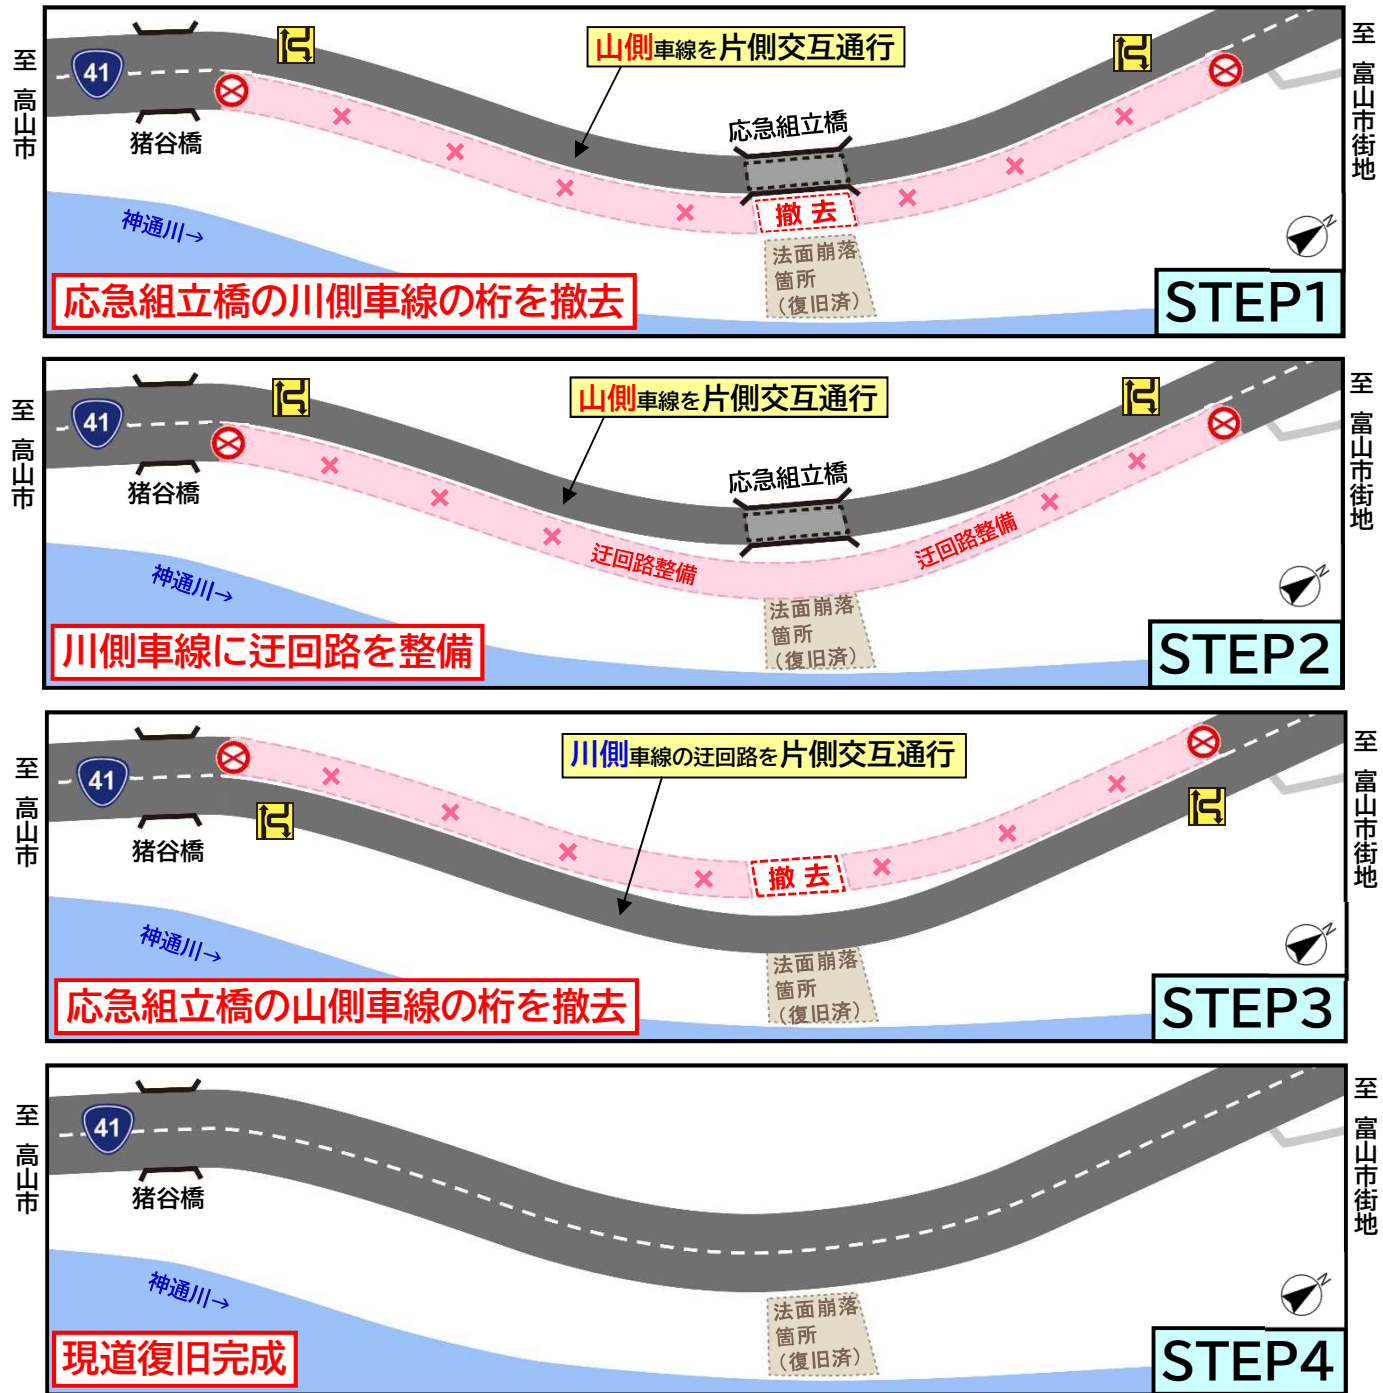 至 高山市
41
猪谷橋
山側車線を片側交互通行
応急組立橋
撤去
法面崩落
箇所
（復旧済）
神通川→
N
至 富山市街地
応急組立橋の川側車線の桁を撤去
STEP1
至 高山市
41
猪谷橋
山側車線を片側交互通行
応急組立橋
迂回路整備
迂回路整備
法面崩落
箇所
（復旧済）
神通川→
N
至 富山市街地
川側車線に迂回路を整備
STEP2
至 高山市
41
猪谷橋
川側車線の迂回路を片側交互通行
撤去
法面崩落
箇所
（復旧済）
神通川→
N
至 富山市街地
応急組立橋の山側車線の桁を撤去
STEP3
至 高山市
41
猪谷橋
法面崩落
箇所
（復旧済）
神通川→
N
至 富山市街地
現道復旧完成
STEP4